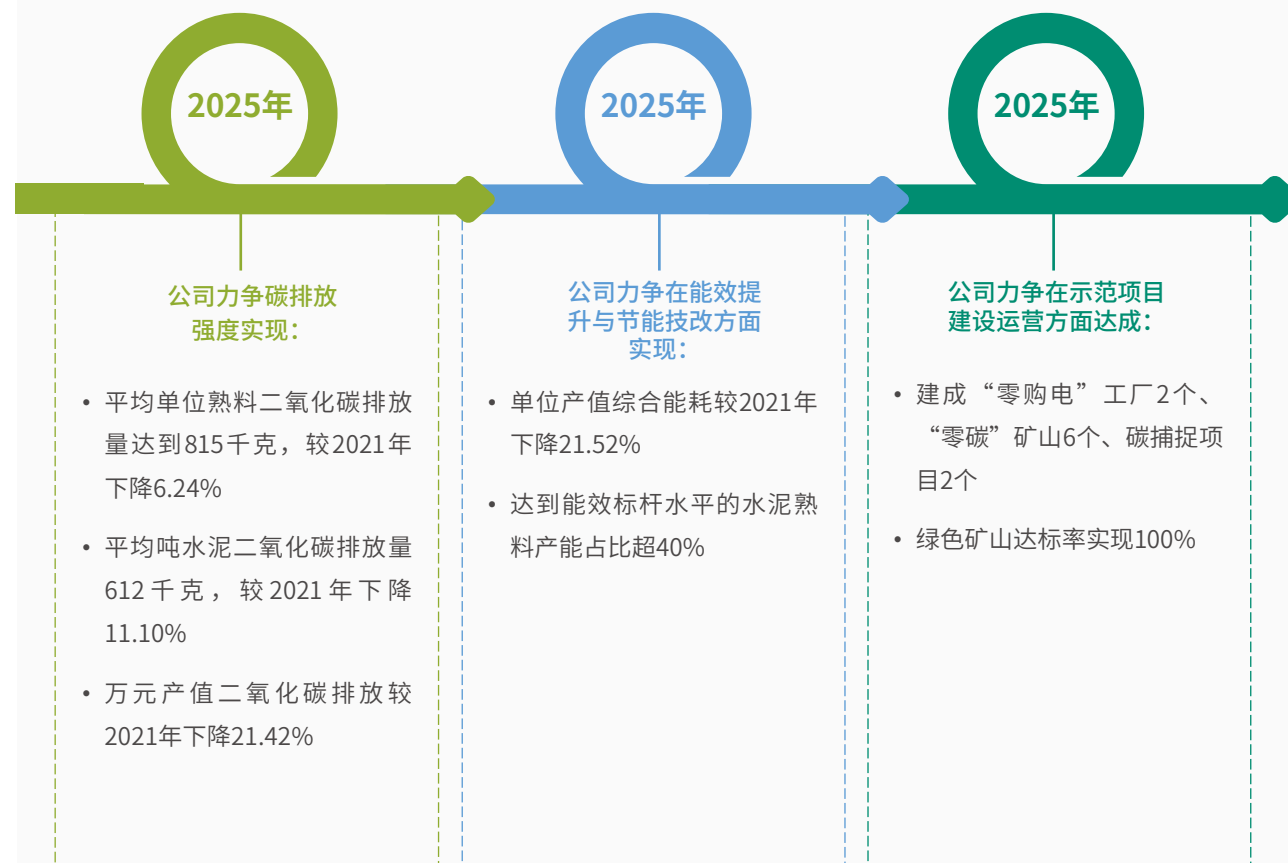 2025年
公司力争碳排放
强度实现：
• 平均单位熟料二氧化碳排放
量达到815千克，较2021年
下降6.24%
• 平均吨水泥二氧化碳排放量
612千克，较2021年下降
11.10%
• 万元产值二氧化碳排放较
2021年下降21.42%
2025年
公司力争在能效提
升与节能技改方面
实现：
• 单位产值综合能耗较2021年
下降21.52%
• 达到能效标杆水平的水泥熟
料产能占比超40%
2025年
公司力争在示范项目
建设运营方面达成：
• 建成“零购电”工厂2个、
“零碳”矿山6个、碳捕捉项
目2个
• 绿色矿山达标率实现100%